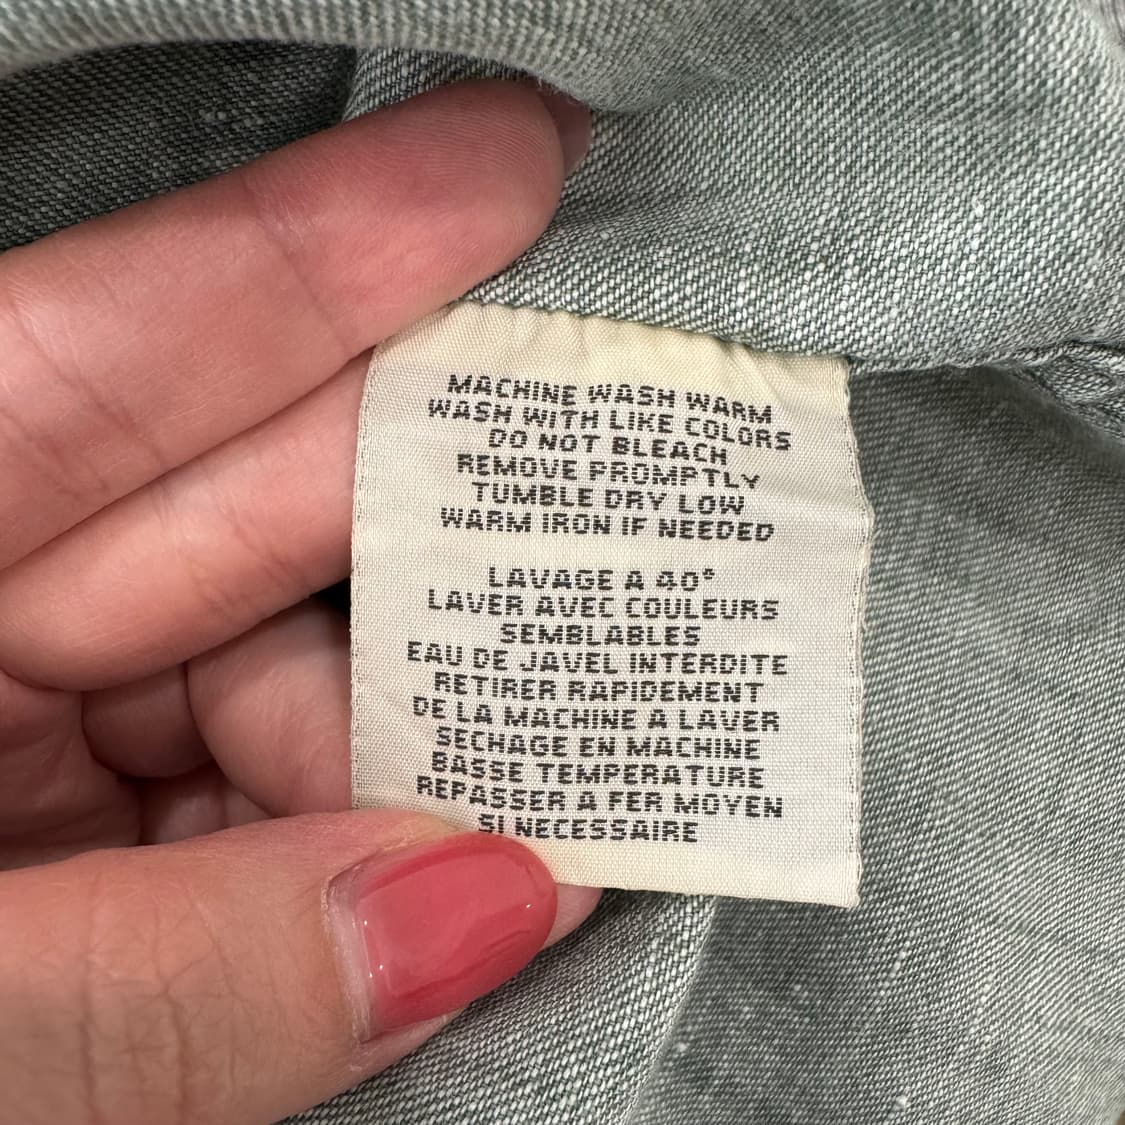 MACHINE WASH WARM
WASH WITH LIKE COLORS
DO NOT BLEACH
REMOVE PROMPTLY
TUMBLE DRY LOW
WARM IRON IF NEEDED
LAVAGE A 40°
LAVER AVEC COULEURS
SEMBLABLES
EAU DE JAVEL INTERDITE
RETIRER RAPIDEMENT
DE LA MACHINE A LAVER
SECHAGE EN MACHINE
BASSE TEMPERATURE
REPASSER A FER MOYEN
SI NECESSAIRE